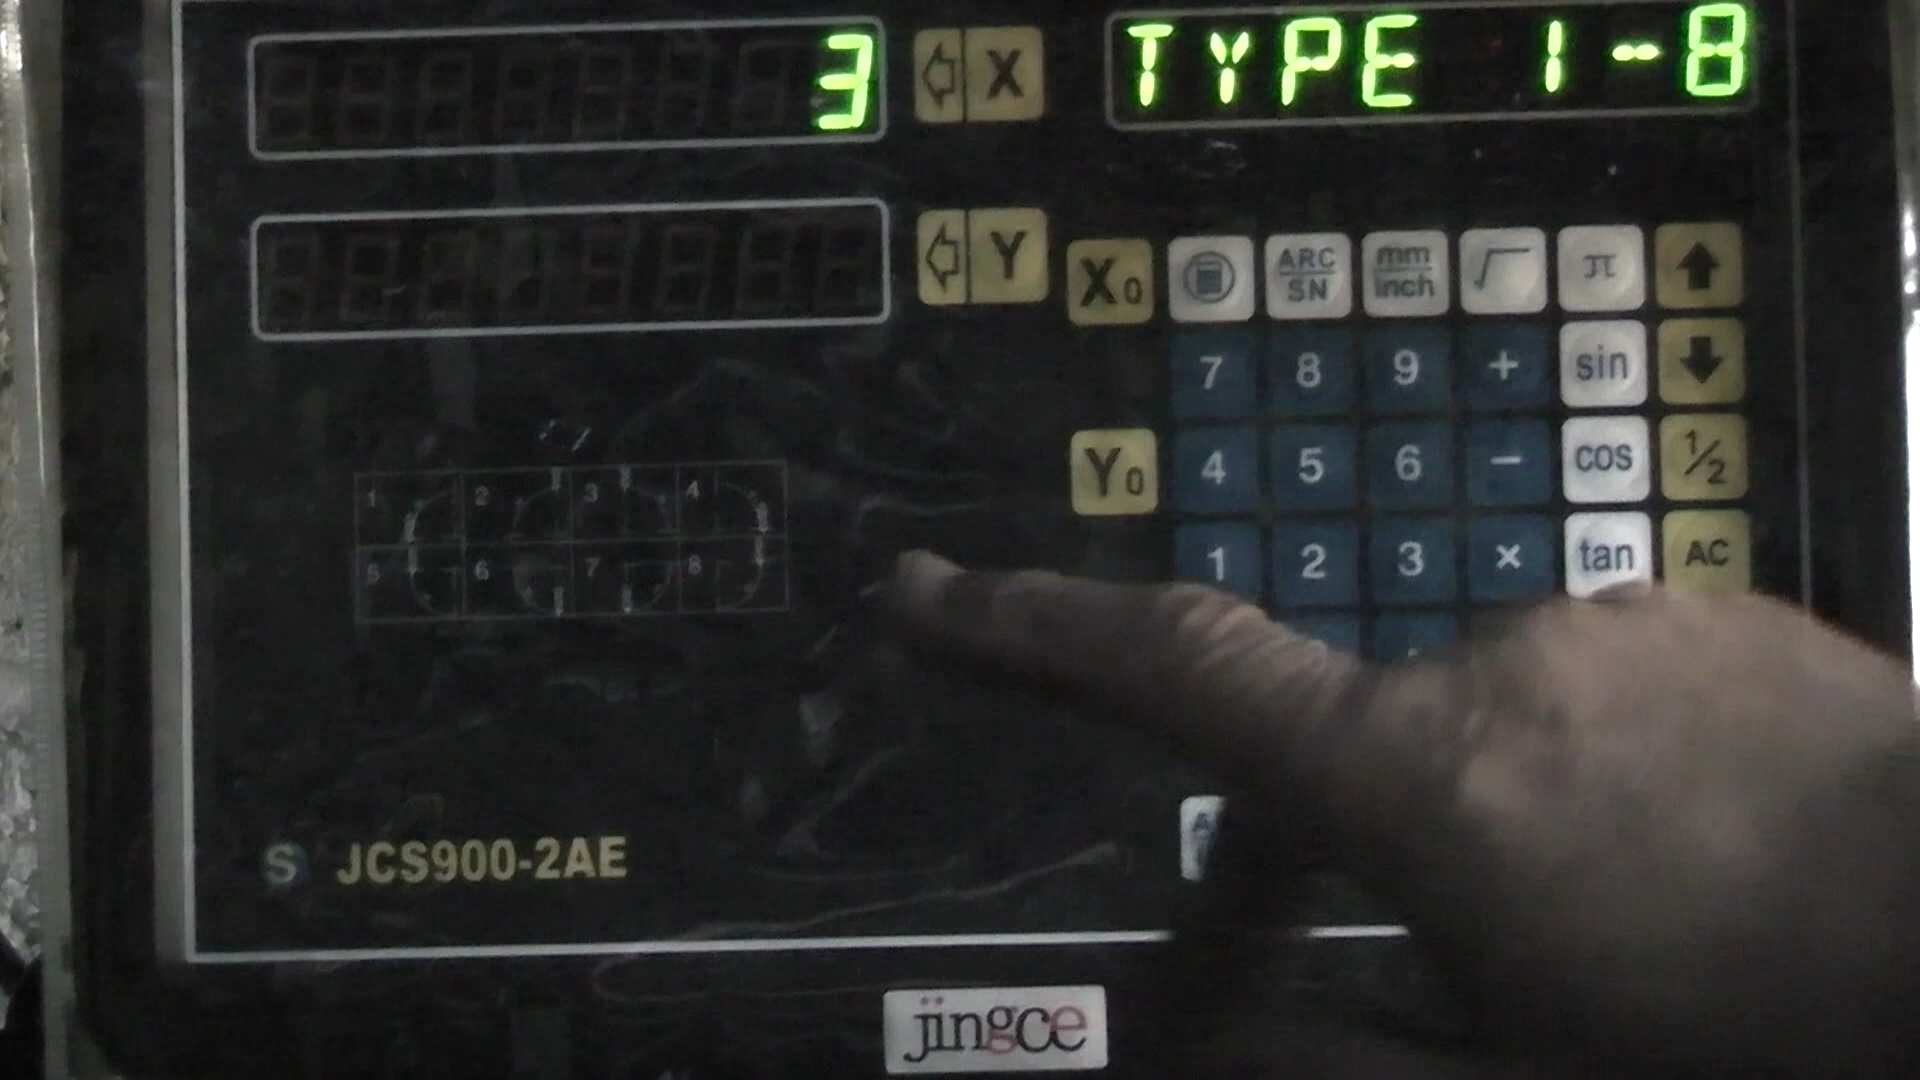 3 X TYPE 1-8
Y X0 ARC/SN mm/inch √ π
7 8 9 + sin
Y0 4 5 6 - cos 1/2
1 2 3 × tan AC
1 2 3 4
5 6 7 8
S JCS900-2AE
jingce